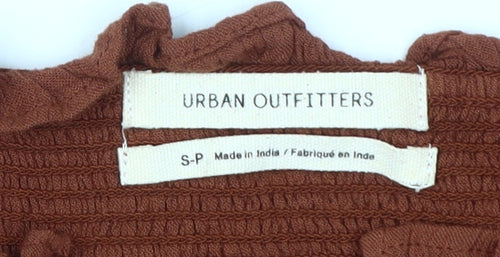 URBAN OUTFITTERS
S-P Made in India / Fabriqué en Inde